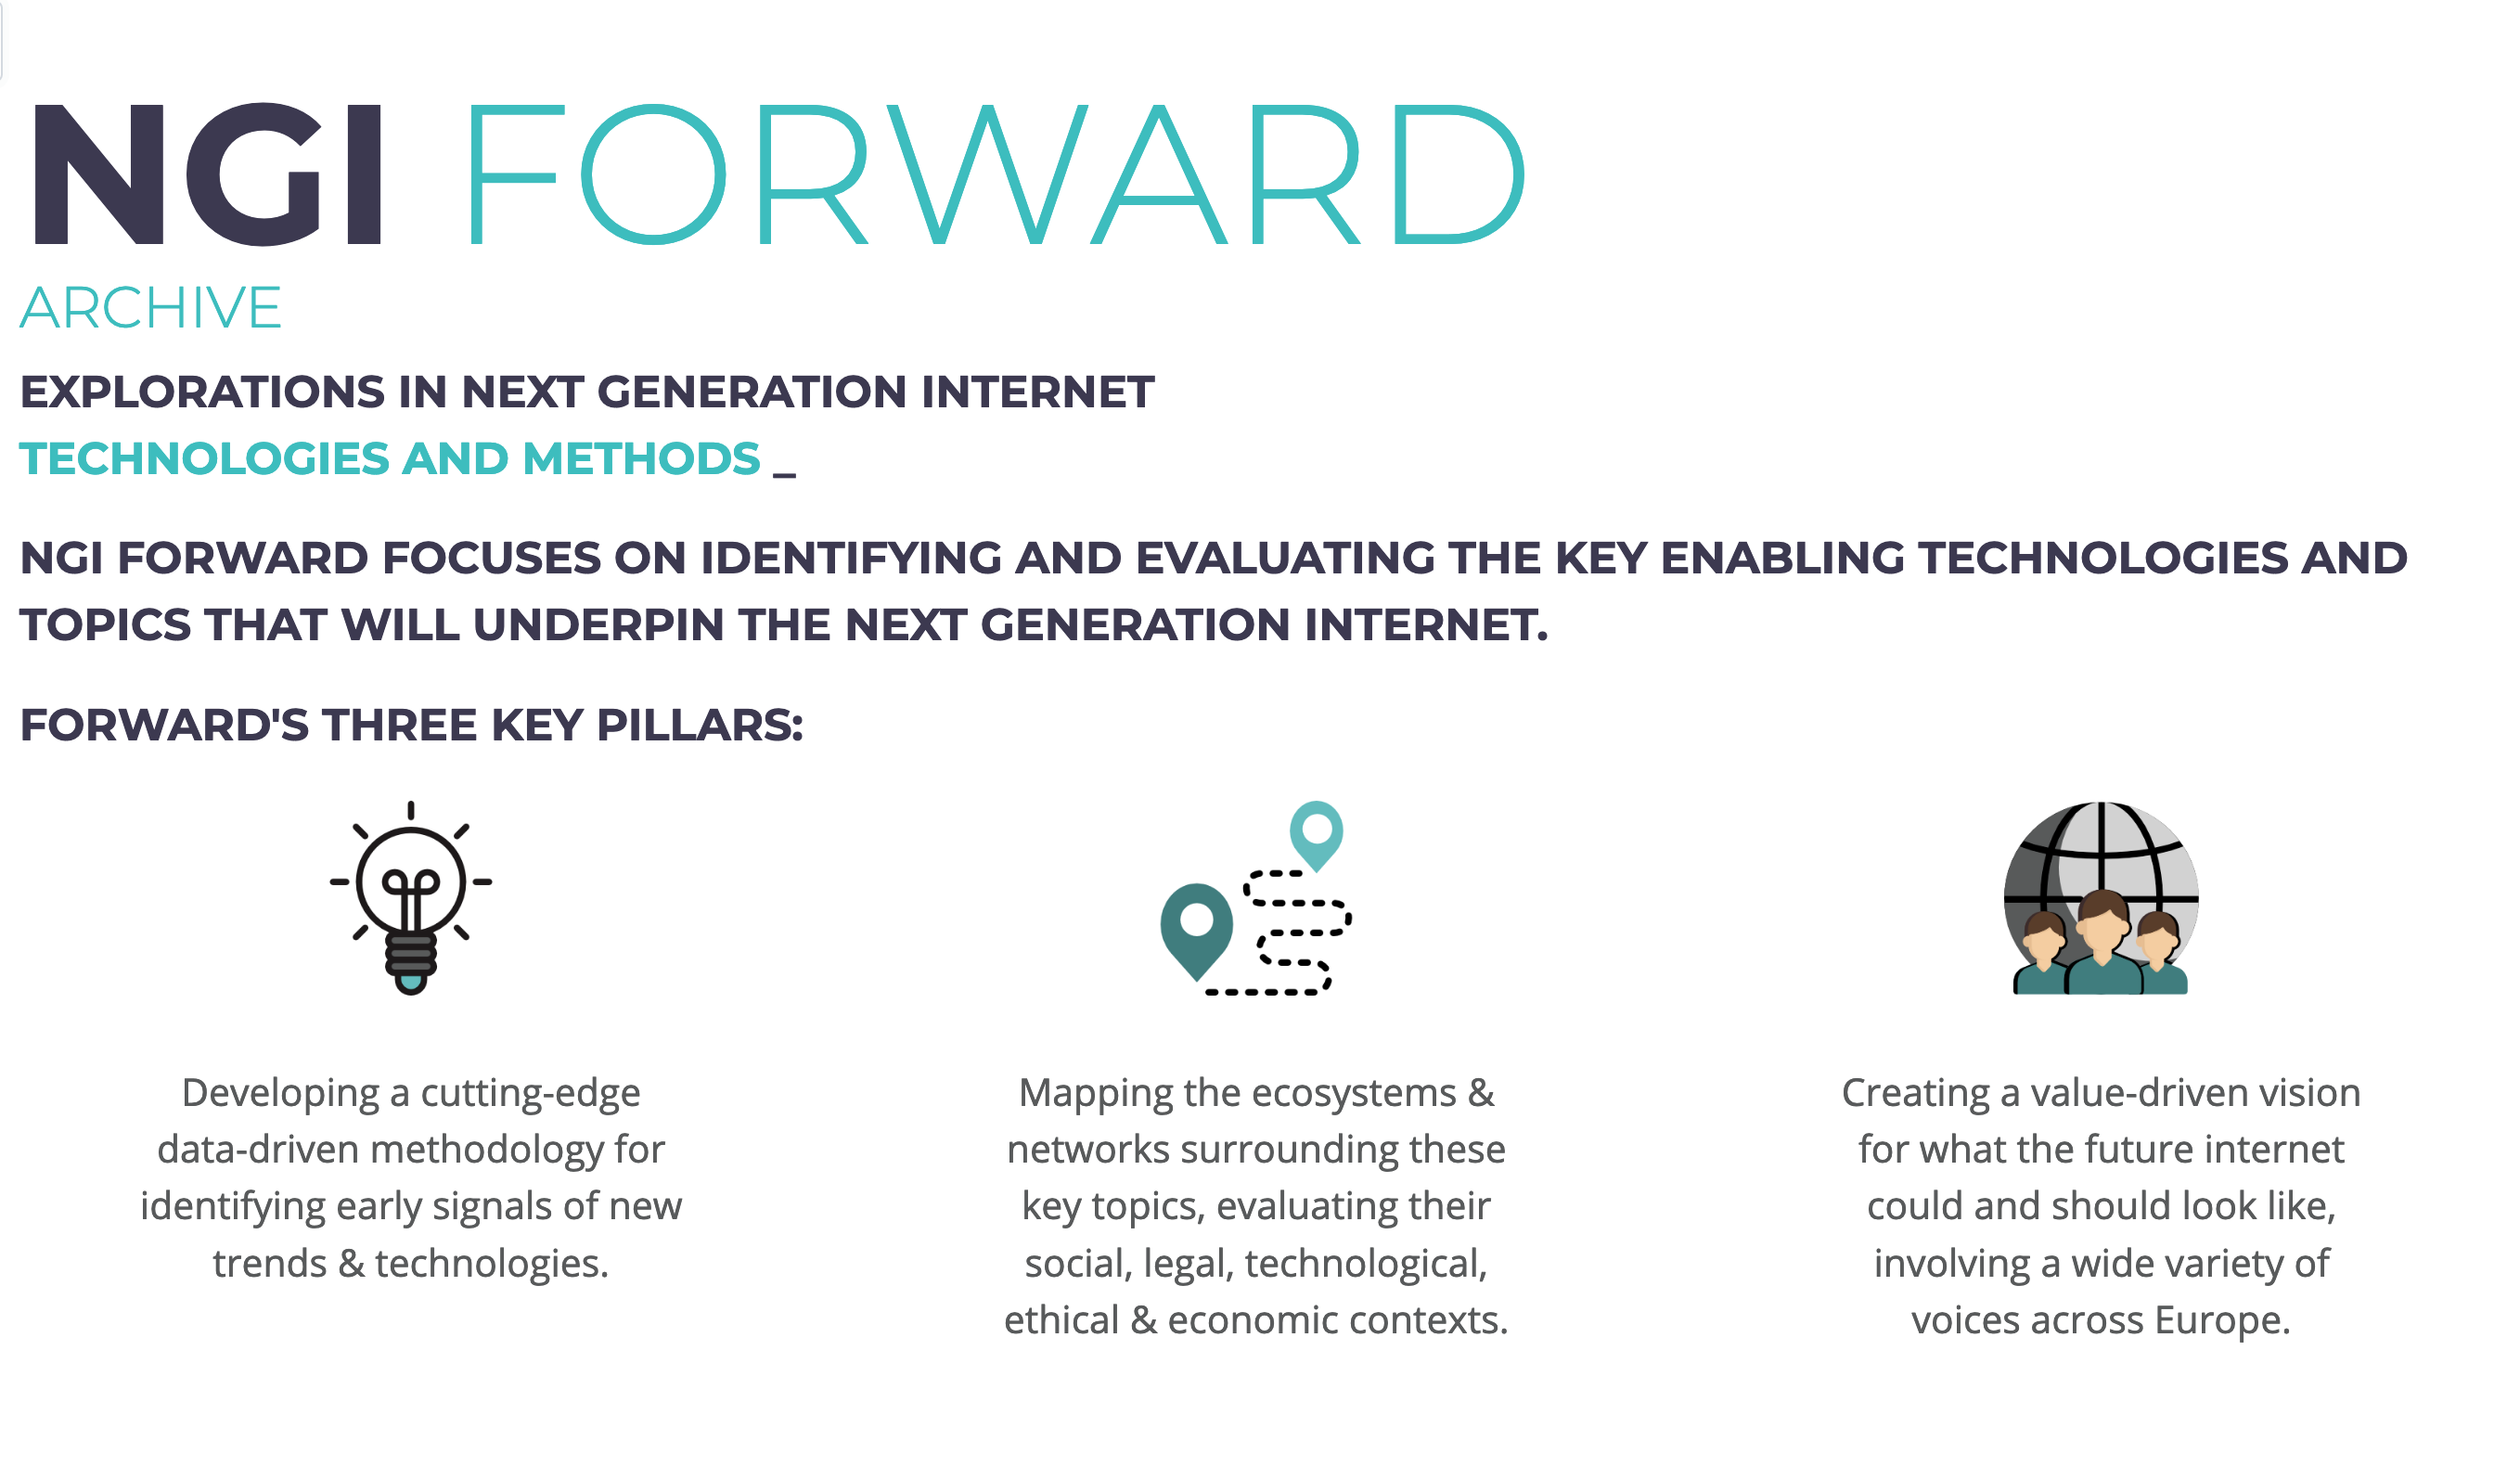 NGI FORWARD
ARCHIVE
EXPLORATIONS IN NEXT GENERATION INTERNET
TECHNOLOGIES AND METHODS_
NGI FORWARD FOCUSES ON IDENTIFYING AND EVALUATING THE KEY ENABLING TECHNOLOGIES AND
TOPICS THAT WILL UNDERPIN THE NEXT GENERATION INTERNET.
FORWARD'S THREE KEY PILLARS:
Developing a cutting-edge
data-driven methodology for
identifying early signals of new
trends & technologies.
Mapping the ecosystems &
networks surrounding these
key topics, evaluating their
social, legal, technological,
ethical & economic contexts.
Creating a value-driven vision
for what the future internet
could and should look like,
involving a wide variety of
voices across Europe.